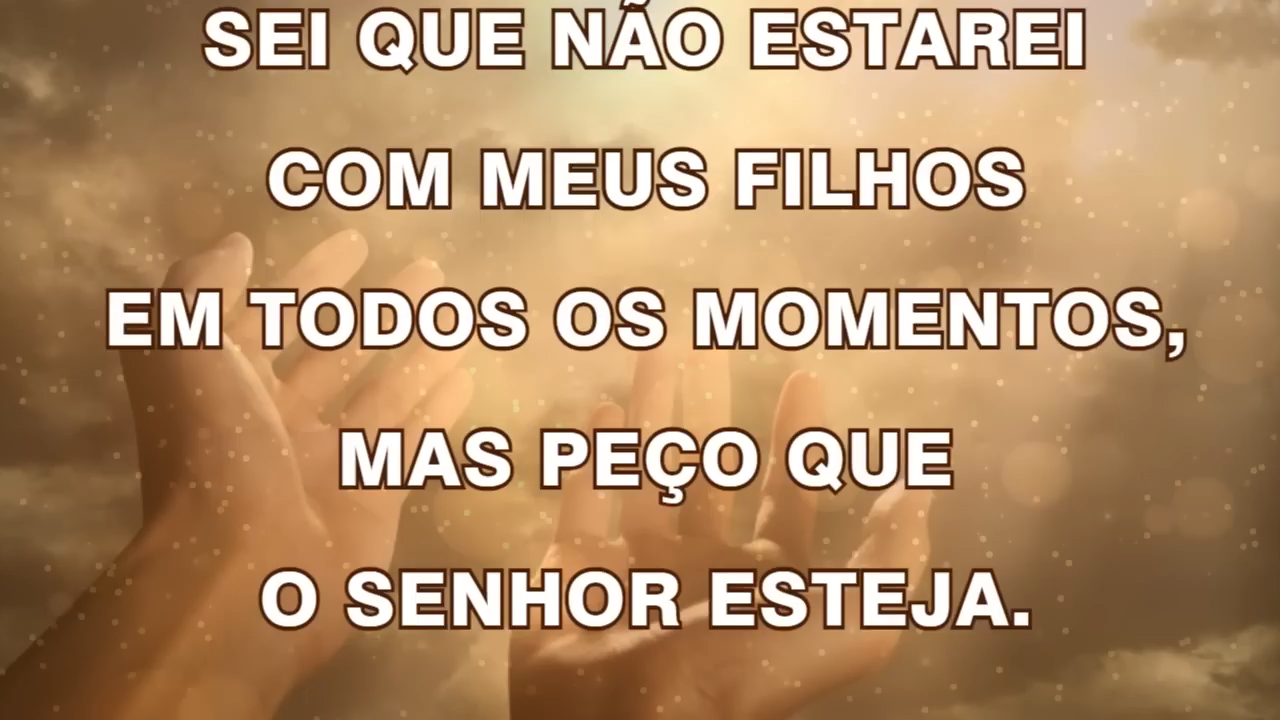 SEI QUE NÃO ESTAREI
COM MEUS FILHOS
EM TODOS OS MOMENTOS,
MAS PEÇO QUE
O SENHOR ESTEJA.